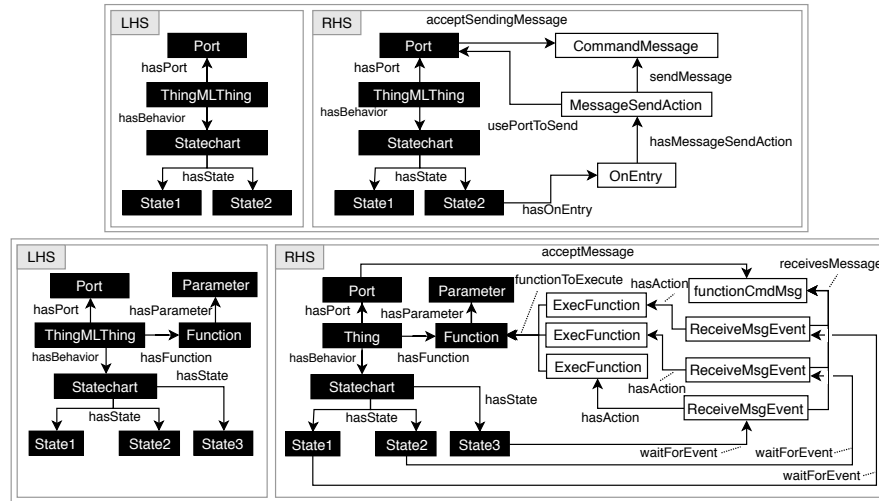 LHS
Port
hasPort
ThingMLThing
hasBehavior
Statechart
hasState
State1
State2
RHS
acceptSendingMessage
Port
CommandMessage
hasPort
sendMessage
ThingMLThing
MessageSendAction
hasBehavior
usePortToSend
hasMessageSendAction
Statechart
hasState
OnEntry
State1
State2
hasOnEntry
LHS
Port
Parameter
hasPort
hasParameter
ThingMLThing
Function
hasBehavior
hasFunction
hasState
Statechart
hasState
State1
State2
State3
RHS
acceptMessage
receivesMessage
functionToExecute
Port
Parameter
hasAction
functionCmdMsg
hasPort
hasParameter
ExecFunction
Thing
Function
ExecFunction
ReceiveMsgEvent
hasBehavior
hasFunction
ExecFunction
ReceiveMsgEvent
Statechart
hasAction
hasState
hasState
ReceiveMsgEvent
hasAction
State1
State2
State3
waitForEvent
waitForEvent
waitForEvent